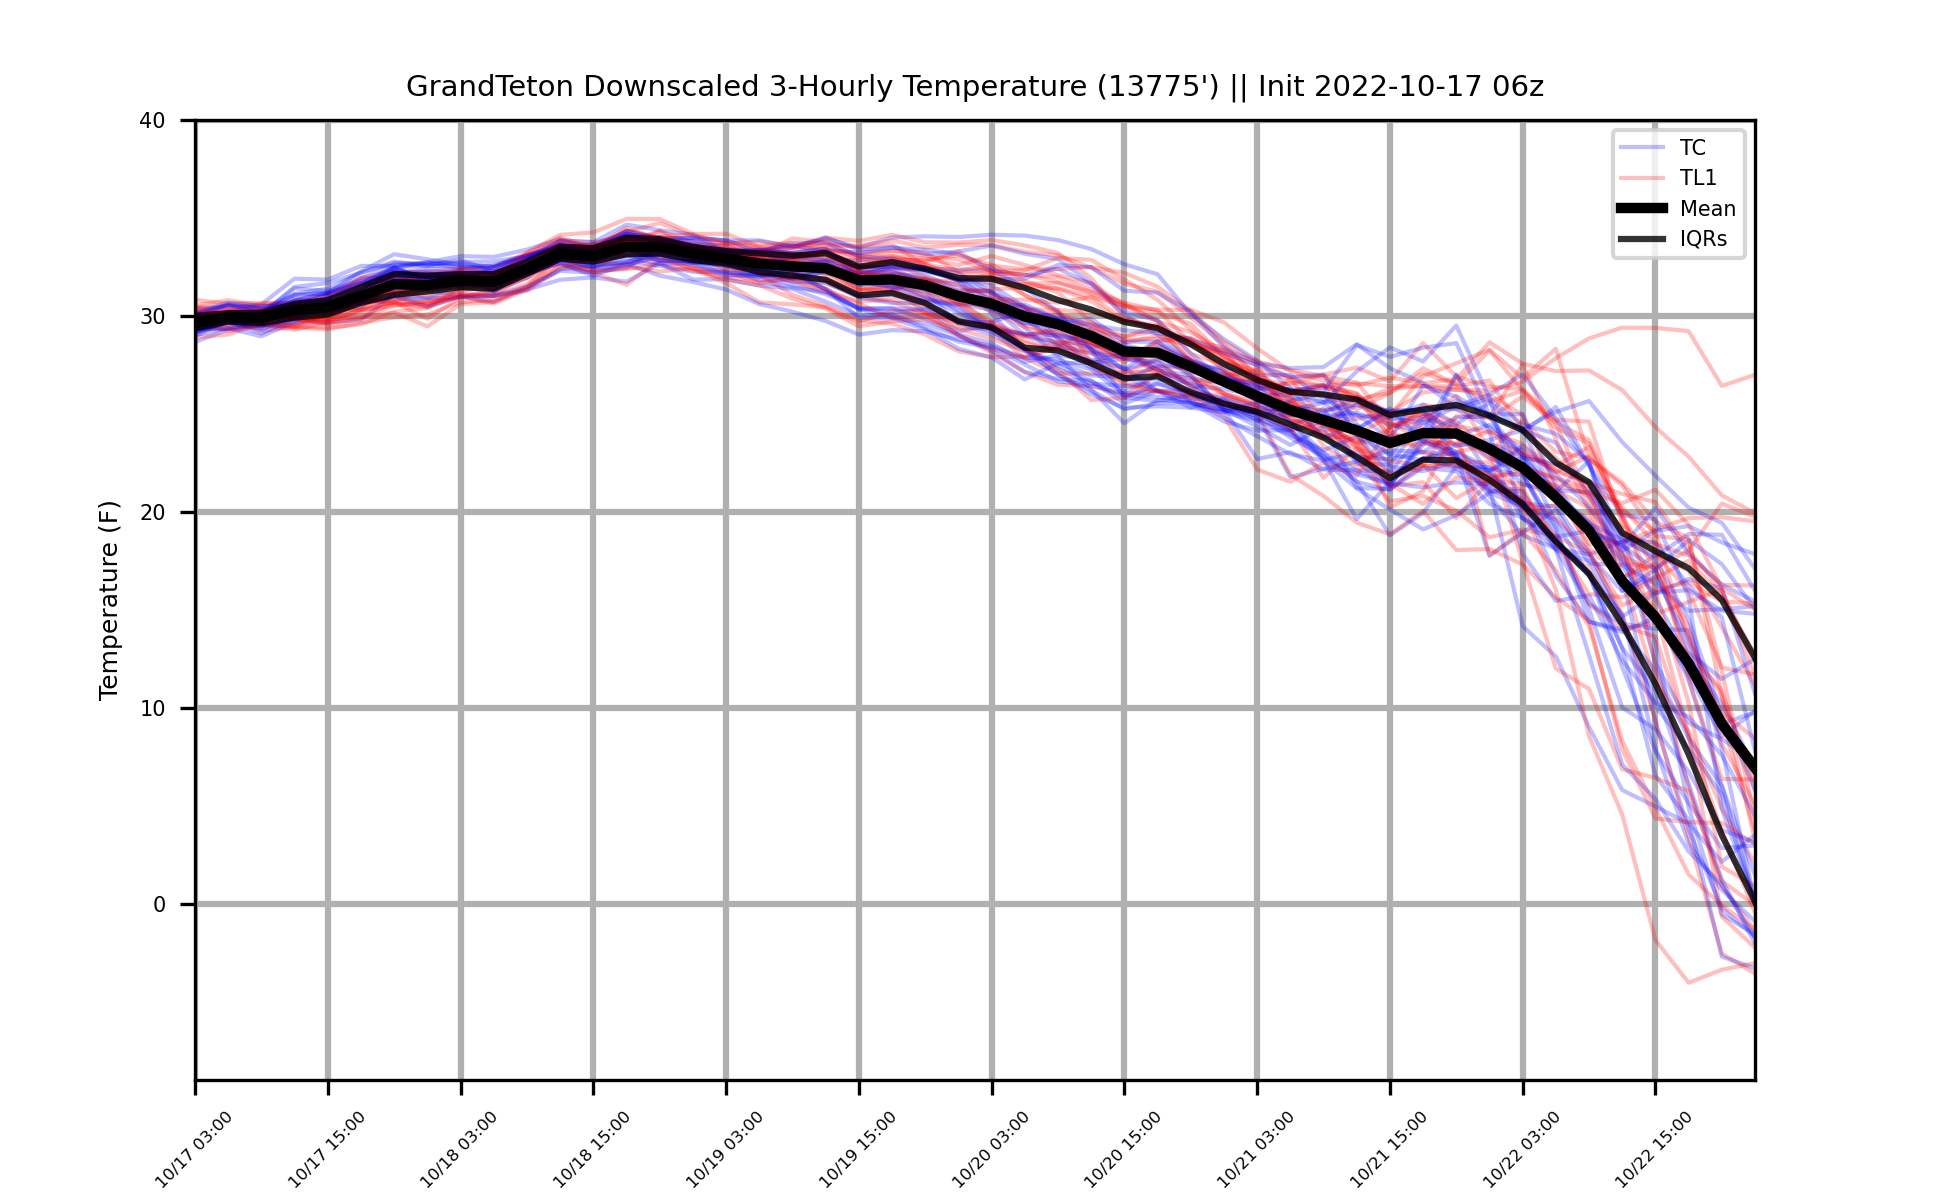 GrandTeton Downscaled 3-Hourly Temperature (13775') || Init 2022-10-17 06z
40
30
20
10
0
Temperature (F)
TC
TL1
Mean
IQRs
10/17 03:00
10/17 15:00
10/18 03:00
10/18 15:00
10/19 03:00
10/19 15:00
10/20 03:00
10/20 15:00
10/21 03:00
10/21 15:00
10/22 03:00
10/22 15:00